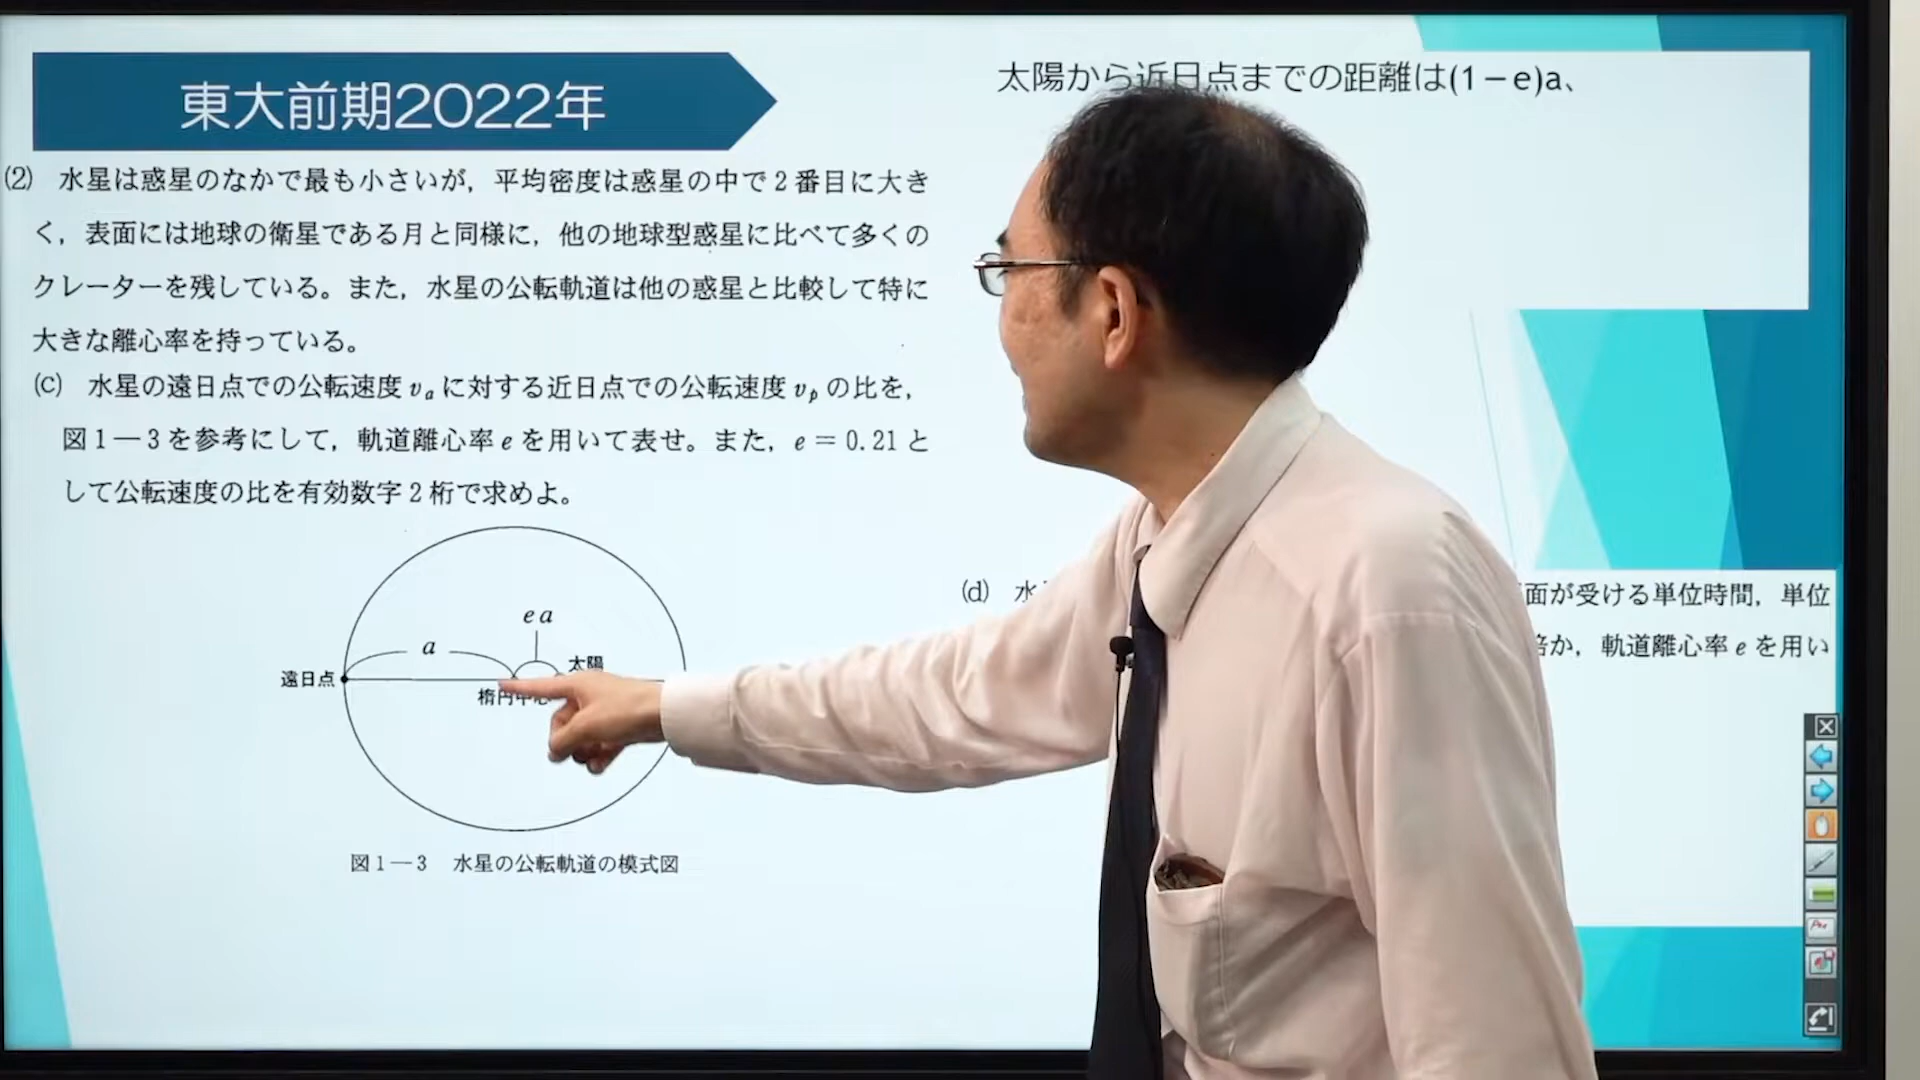 東大前期2022年
太陽から近日点までの距離は(1－e)a、
(2)　水星は惑星のなかで最も小さいが，平均密度は惑星の中で2番目に大き
く，表面には地球の衛星である月と同様に，他の地球型惑星に比べて多くの
クレーターを残している。また，水星の公転軌道は他の惑星と比較して特に
大きな離心率を持っている。
(c)　水星の遠日点での公転速度 va に対する近日点での公転速度 vp の比を，
図1―3を参考にして，軌道離心率 e を用いて表せ。また，e = 0.21 と
して公転速度の比を有効数字2桁で求めよ。
ea
a
太陽
遠日点
楕円中心
図1―3　水星の公転軌道の模式図
(d)　水
面が受ける単位時間，単位
倍か，軌道離心率 e を用い